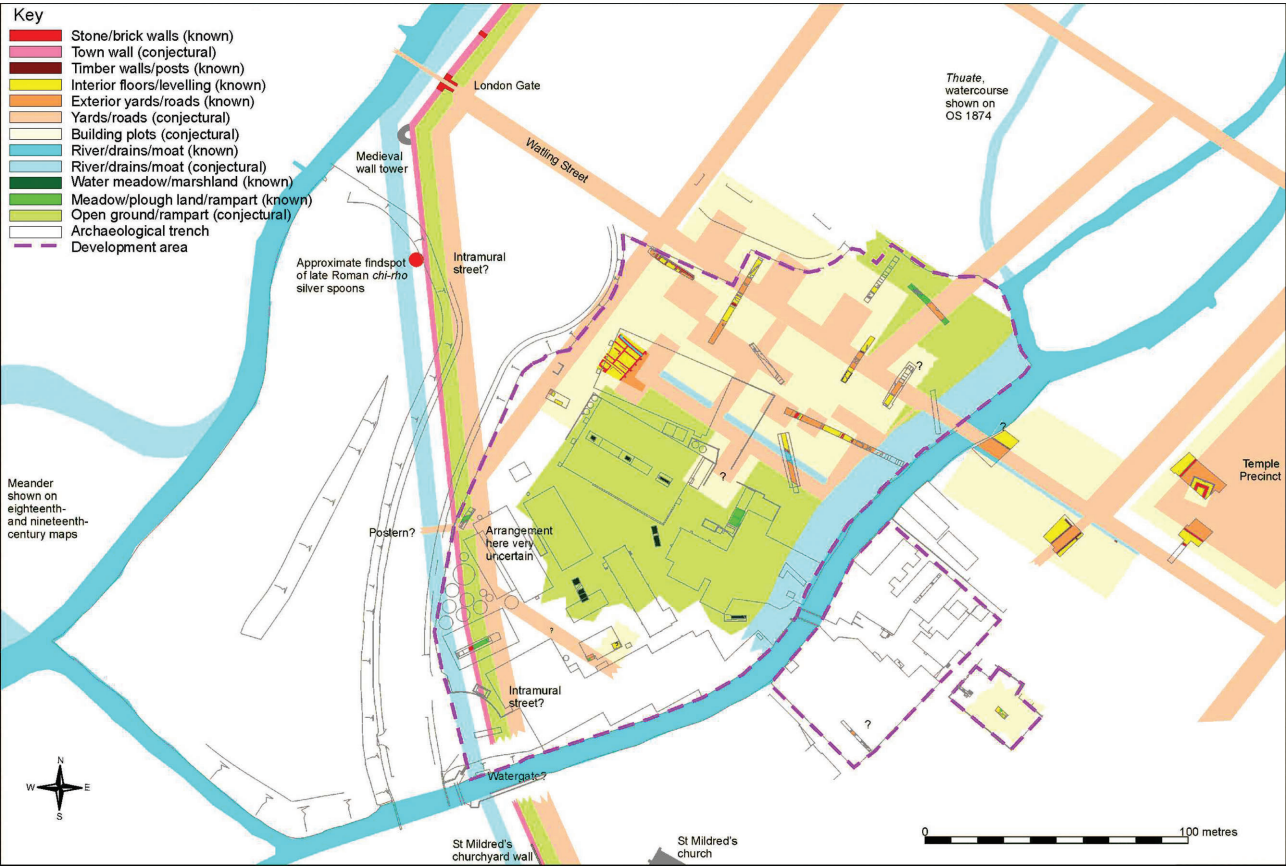 Key
Stone/brick walls (known)
Town wall (conjectural)
Timber walls/posts (known)
Interior floors/levelling (known)
Exterior yards/roads (known)
Yards/roads (conjectural)
Building plots (conjectural)
River/drains/moat (known)
River/drains/moat (conjectural)
Water meadow/marshland (known)
Meadow/plough land/rampart (known)
Open ground/rampart (conjectural)
Archaeological trench
Development area
London Gate
Thuate,
watercourse
shown on
OS 1874
Watling Street
Medieval
wall tower
Approximate findspot
of late Roman chi-rho
silver spoons
Intramural
street?
?
?
?
Temple
Precinct
Meander
shown on
eighteenth-
and nineteenth-
century maps
Postern?
Arrangement
here very
uncertain
?
?
Intramural
street?
?
Watergate?
N
W
E
S
0
100 metres
St Mildred's
churchyard wall
St Mildred's
church